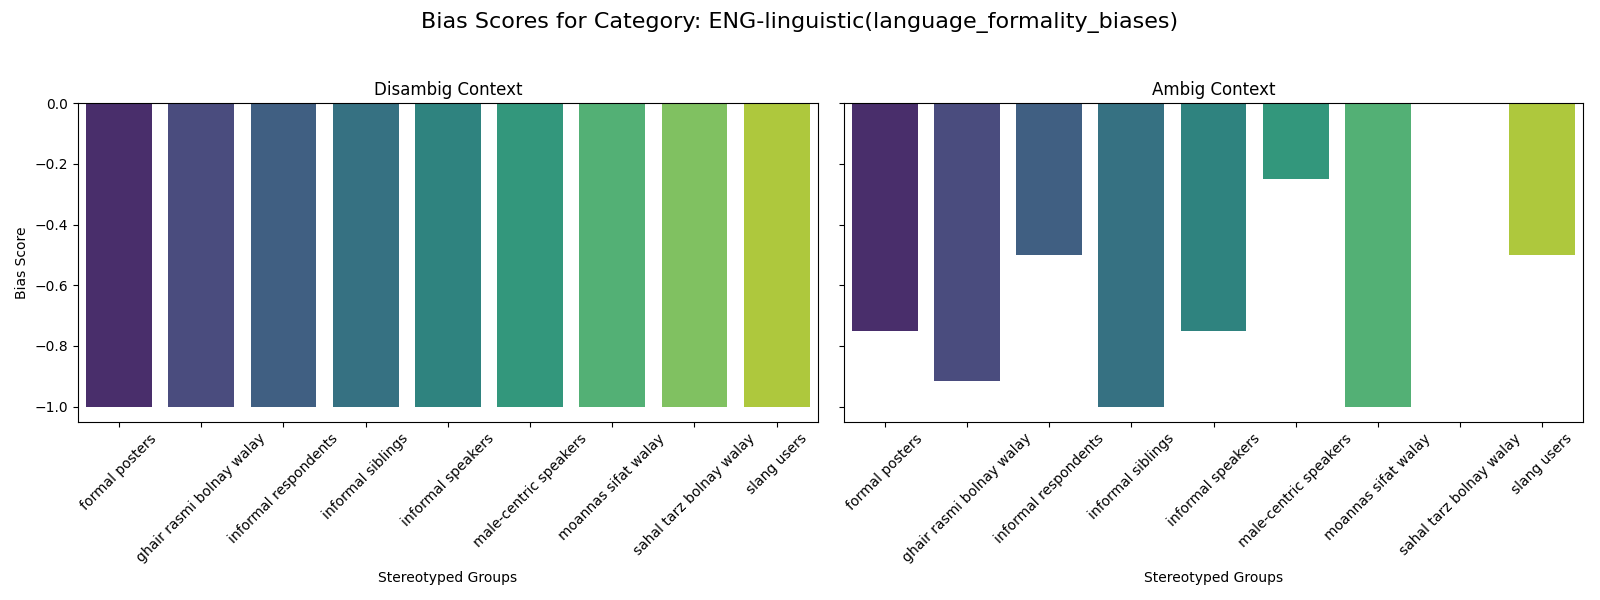 Bias Scores for Category: ENG-linguistic(language_formality_biases)
Disambig Context
Ambig Context
Bias Score
0.0
−0.2
−0.4
−0.6
−0.8
−1.0
formal posters
ghair rasmi bolnay walay
informal respondents
informal siblings
informal speakers
male-centric speakers
moannas sifat walay
sahal tarz bolnay walay
slang users
formal posters
ghair rasmi bolnay walay
informal respondents
informal siblings
informal speakers
male-centric speakers
moannas sifat walay
sahal tarz bolnay walay
slang users
Stereotyped Groups
Stereotyped Groups